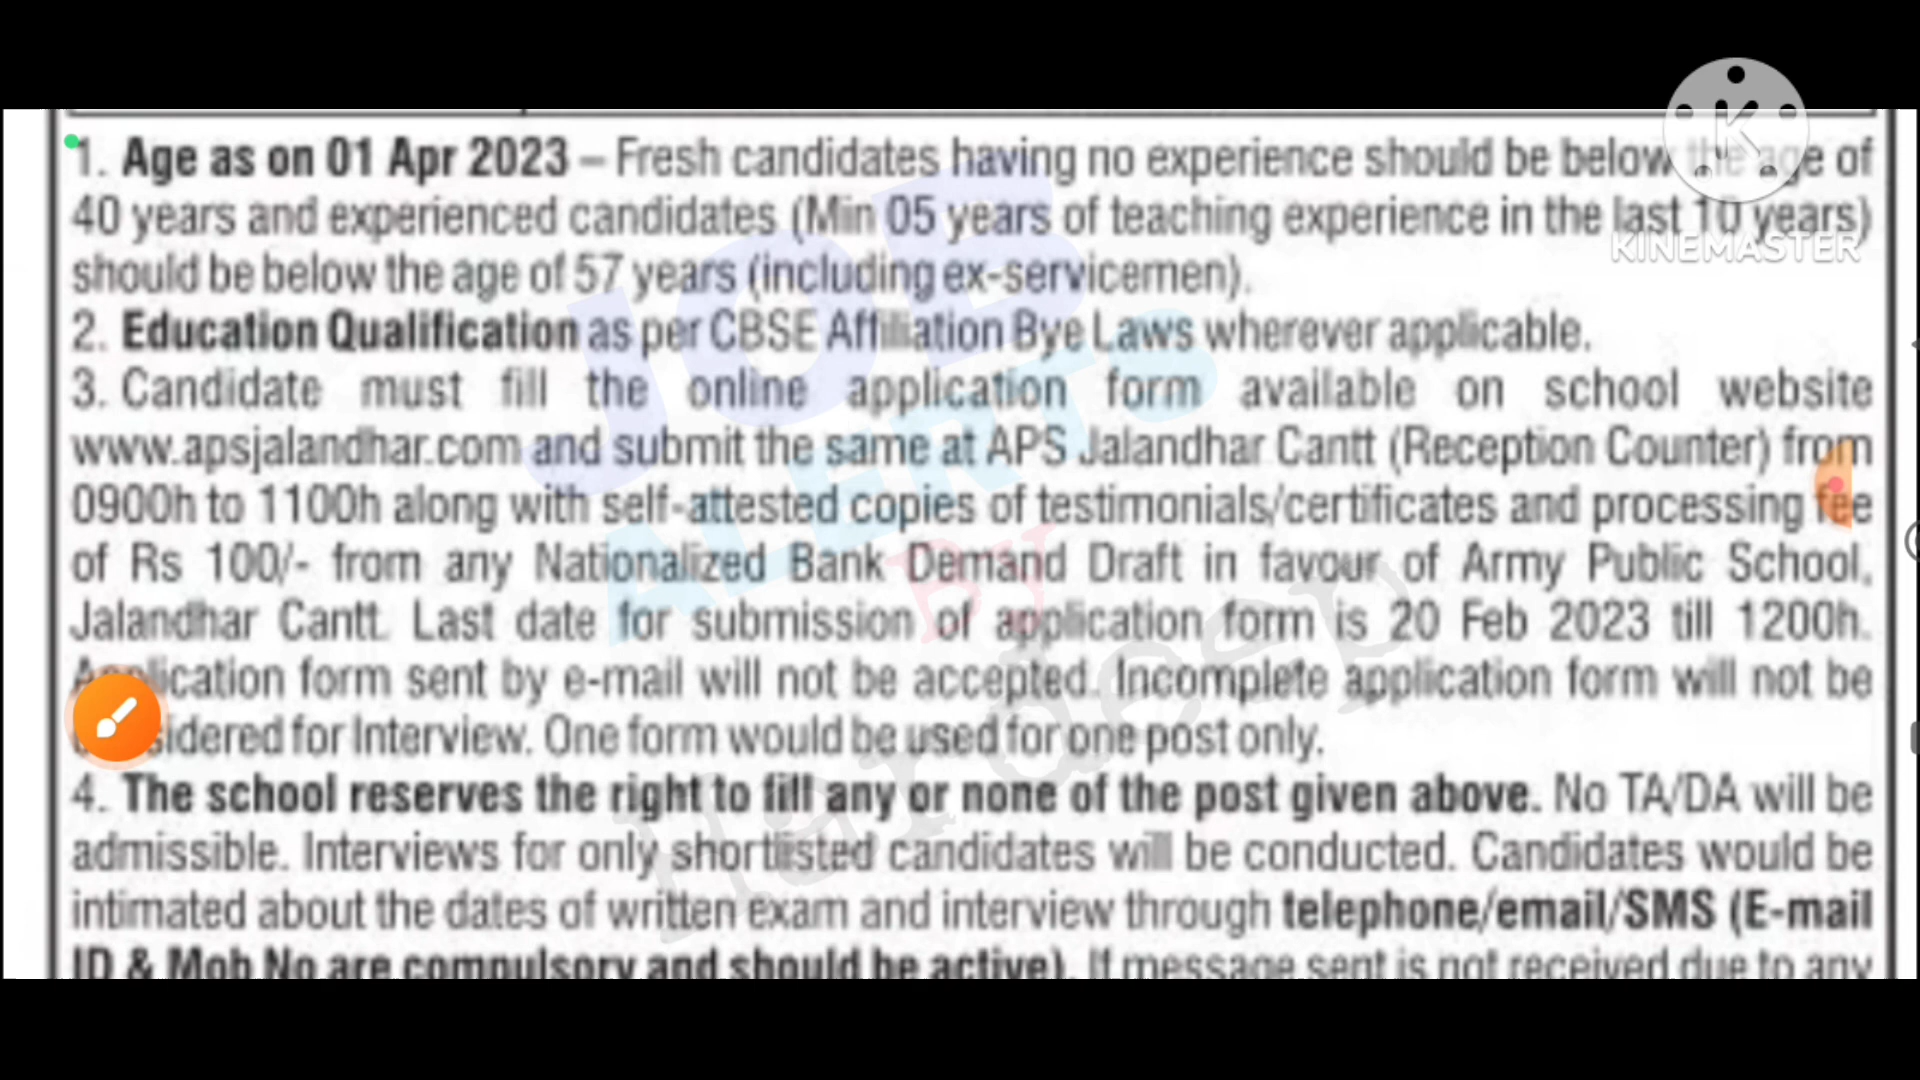 1. Age as on 01 Apr 2023 – Fresh candidates having no experience should be below the age of
40 years and experienced candidates (Min 05 years of teaching experience in the last 10 years)
should be below the age of 57 years (including ex-servicemen).
2. Education Qualification as per CBSE Affiliation Bye Laws wherever applicable.
3. Candidate must fill the online application form available on school website
www.apsjalandhar.com and submit the same at APS Jalandhar Cantt (Reception Counter) from
0900h to 1100h along with self-attested copies of testimonials/certificates and processing fee
of Rs 100/- from any Nationalized Bank Demand Draft in favour of Army Public School,
Jalandhar Cantt. Last date for submission of application form is 20 Feb 2023 till 1200h.
Application form sent by e-mail will not be accepted. Incomplete application form will not be
considered for Interview. One form would be used for one post only.
4. The school reserves the right to fill any or none of the post given above. No TA/DA will be
admissible. Interviews for only shortlisted candidates will be conducted. Candidates would be
intimated about the dates of written exam and interview through telephone/email/SMS (E-mail
ID & Mob No are compulsory and should be active). If message sent is not received due to any
K
KINEMASTER
JOB
ALERTS
BY